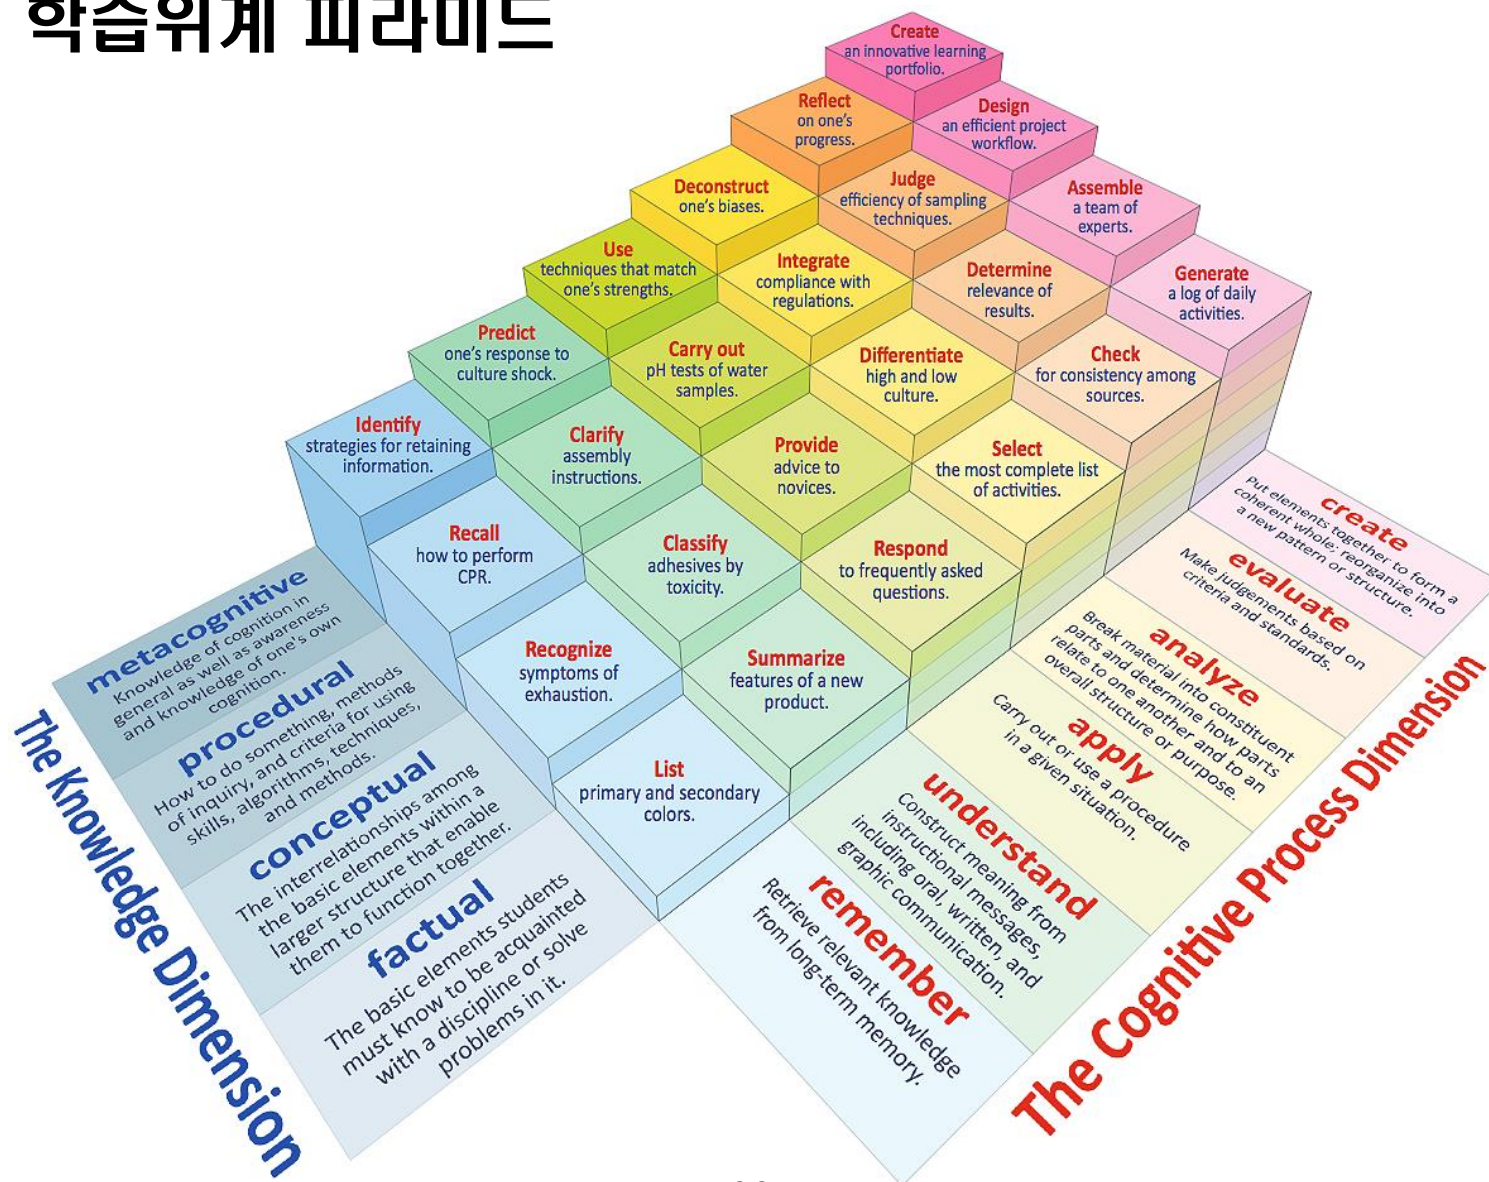 학습위계 피라미드
Create
an innovative learning
portfolio.
Reflect
on one's
progress.
Design
an efficient project
workflow.
Deconstruct
one's biases.
Judge
efficiency of sampling
techniques.
Assemble
a team of
experts.
Use
techniques that match
one's strengths.
Integrate
compliance with
regulations.
Determine
relevance of
results.
Generate
a log of daily
activities.
Predict
one's response to
culture shock.
Carry out
pH tests of water
samples.
Differentiate
high and low
culture.
Check
for consistency among
sources.
Identify
strategies for retaining
information.
Clarify
assembly
instructions.
Provide
advice to
novices.
Select
the most complete list
of activities.
Recall
how to perform
CPR.
Classify
adhesives by
toxicity.
Respond
to frequently asked
questions.
Recognize
symptoms of
exhaustion.
Summarize
features of a new
product.
List
primary and secondary
colors.
The Knowledge Dimension
metacognitive
Knowledge of cognition in
general as well as awareness
and knowledge of one's own
cognition.
procedural
How to do something, methods
of inquiry, and criteria for using
skills, algorithms, techniques,
and methods.
conceptual
The interrelationships among
the basic elements within a
larger structure that enable
them to function together.
factual
The basic elements students
must know to be acquainted
with a discipline or solve
problems in it.
The Cognitive Process Dimension
create
Put elements together to form a
coherent whole; reorganize into
a new pattern or structure.
evaluate
Make judgements based on
criteria and standards.
analyze
Break material into constituent
parts and determine how parts
relate to one another and to an
overall structure or purpose.
apply
Carry out or use a procedure
in a given situation.
understand
Construct meaning from
instructional messages,
including oral, written, and
graphic communication.
remember
Retrieve relevant knowledge
from long-term memory.